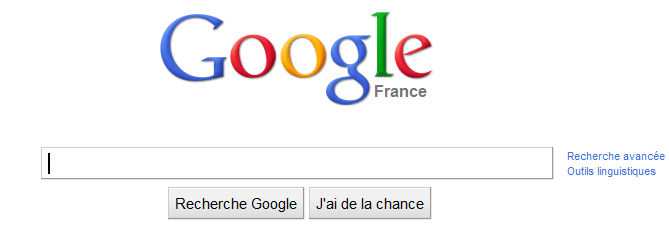 Google
France
Recherche avancée
Outils linguistiques
Recherche Google
J'ai de la chance